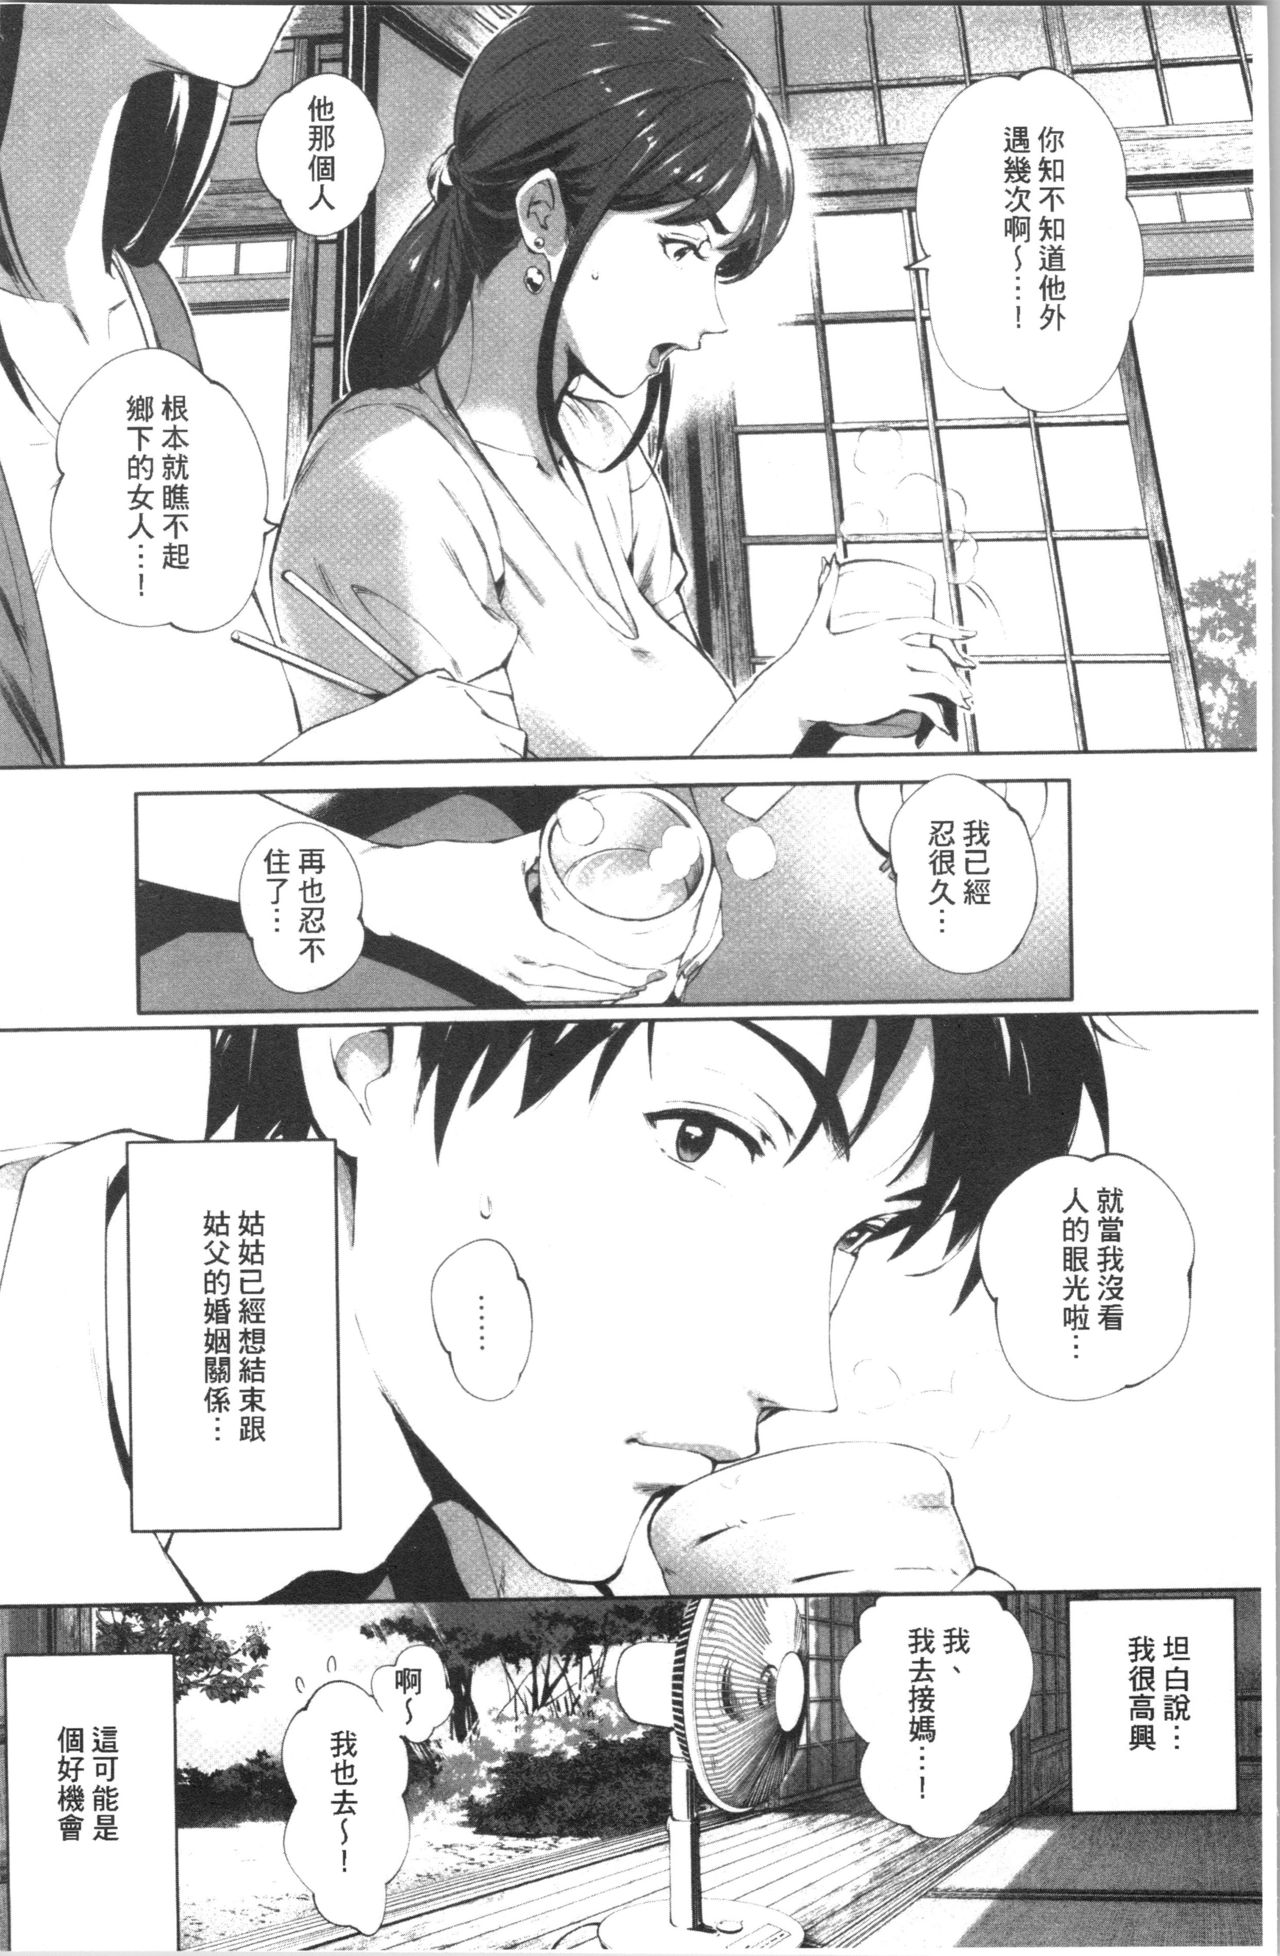 你知不知道他外
遇幾次啊～…！
他那個人
根本就瞧不起
鄉下的女人…！
我已經
忍很久…
再也忍不
住了…
就當我沒看
人的眼光啦…
……
姑姑已經想結束跟
姑父的婚姻關係…
坦白說…
我很高興
我、
我去接媽…！
啊～
我也去～！
這可能是
個好機會